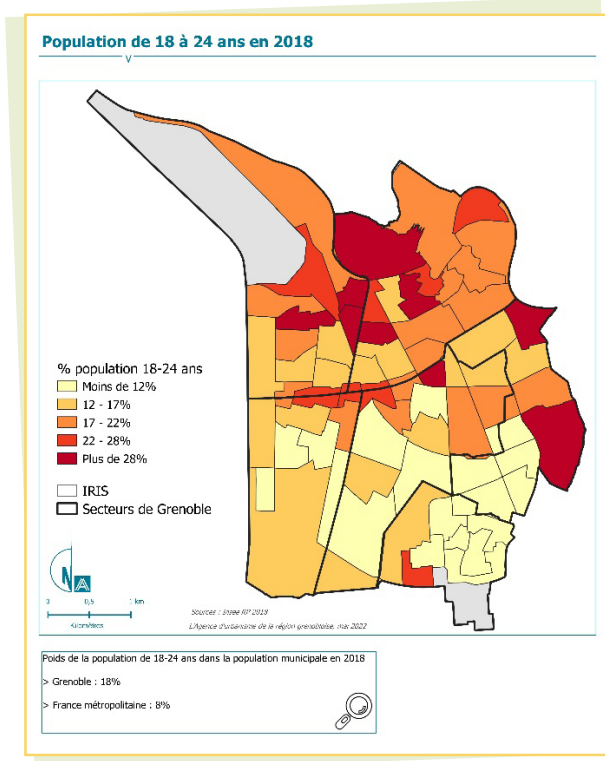 Population de 18 à 24 ans en 2018
% population 18-24 ans
Moins de 12%
12 - 17%
17 - 22%
22 - 28%
Plus de 28%
IRIS
Secteurs de Grenoble
N
0 0,5 1 km
Kilomètres
Sources : Insee RP 2018
L'Agence d'urbanisme de la région grenobloise, mai 2022
Poids de la population de 18-24 ans dans la population municipale en 2018
> Grenoble : 18%
> France métropolitaine : 8%